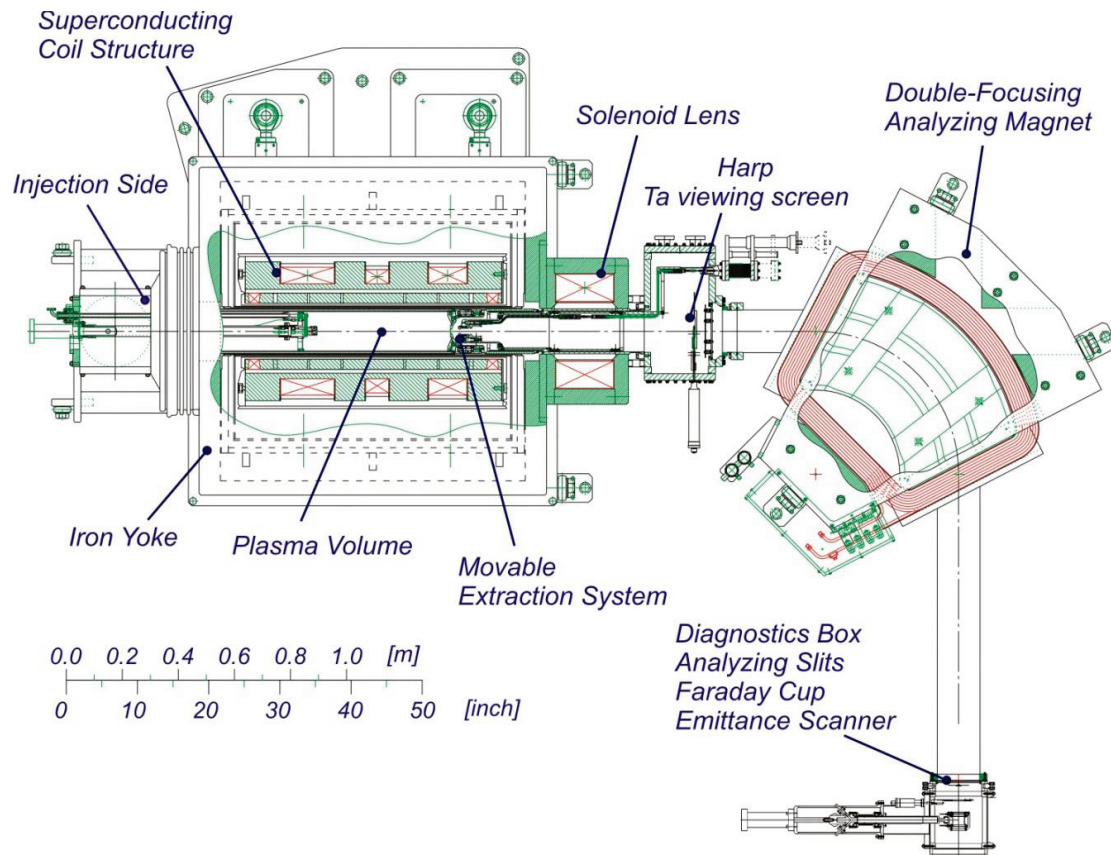 Superconducting
Coil Structure
Solenoid Lens
Double-Focusing
Analyzing Magnet
Injection Side
Harp
Ta viewing screen
Iron Yoke
Plasma Volume
Movable
Extraction System
Diagnostics Box
Analyzing Slits
Faraday Cup
Emittance Scanner
0.0 0.2 0.4 0.6 0.8 1.0 [m]
0 10 20 30 40 50 [inch]